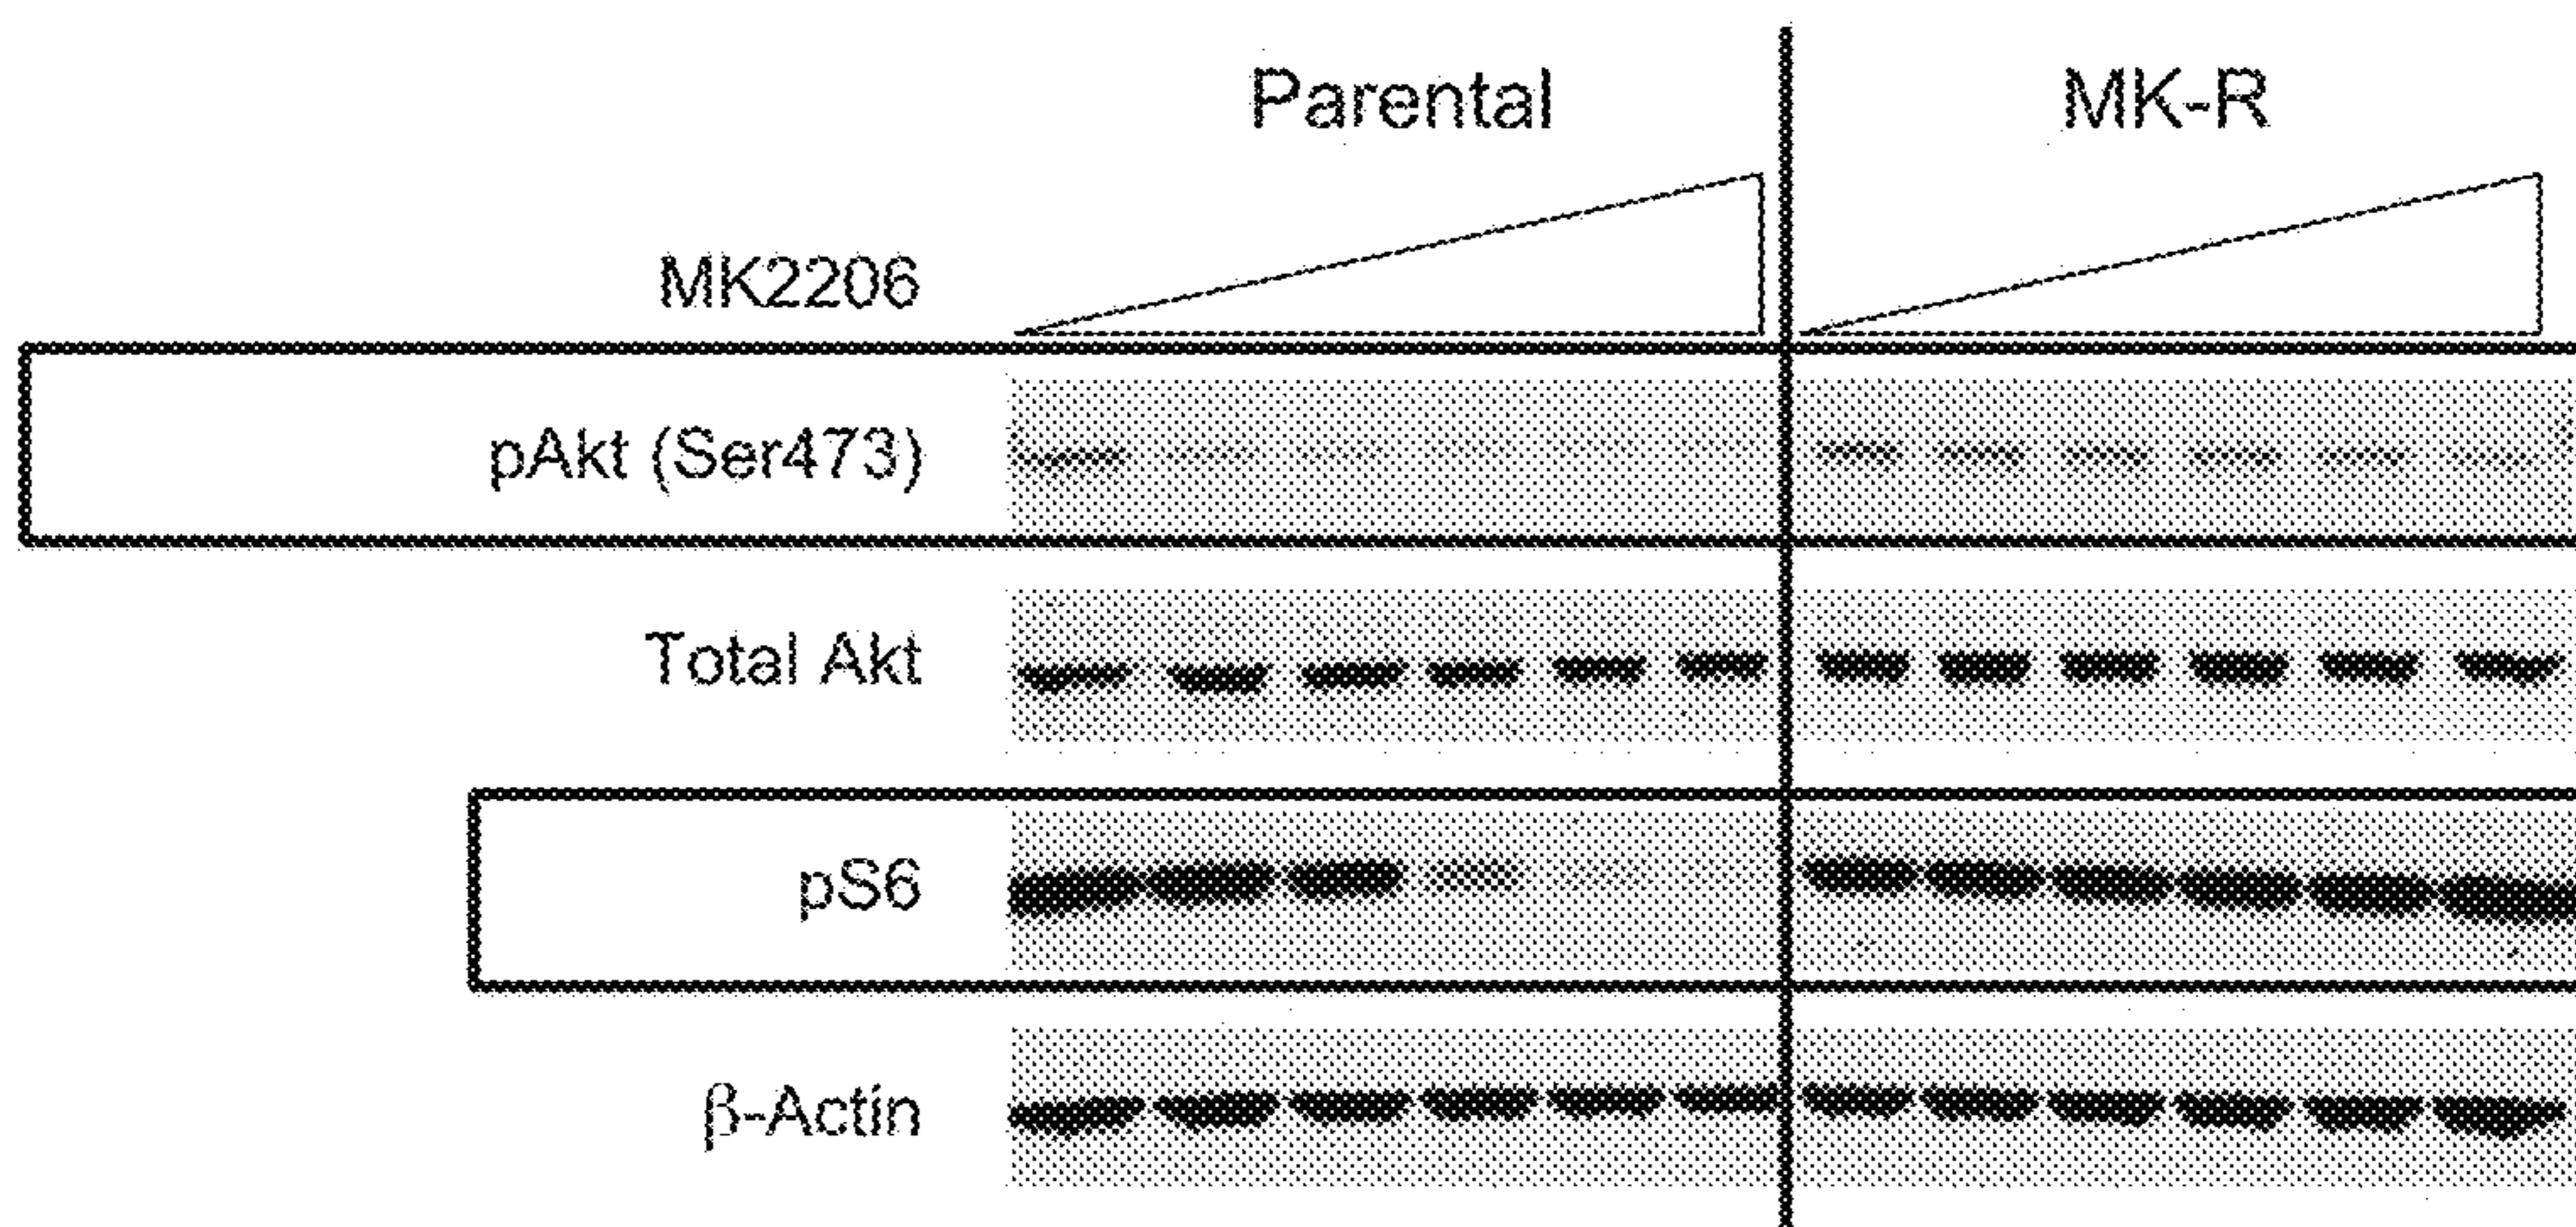 Parental MK-R
MK2206
pAkt (Ser473)
Total Akt
pS6
β-Actin